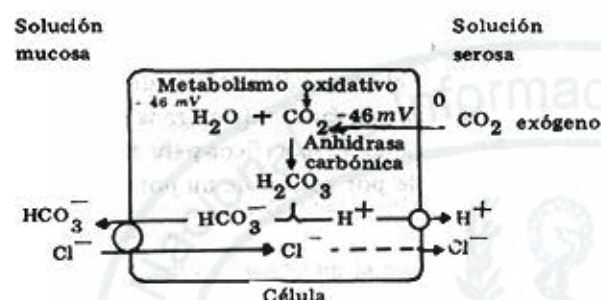 Solución mucosa
Solución serosa
Metabolismo oxidativo
- 46 mV
0
H₂O + CO₂
-46 mV
CO₂ exógeno
Anhidrasa carbónica
H₂CO₃
HCO₃⁻
HCO₃⁻
H⁺
H⁺
Cl⁻
Cl⁻
Cl⁻
Célula